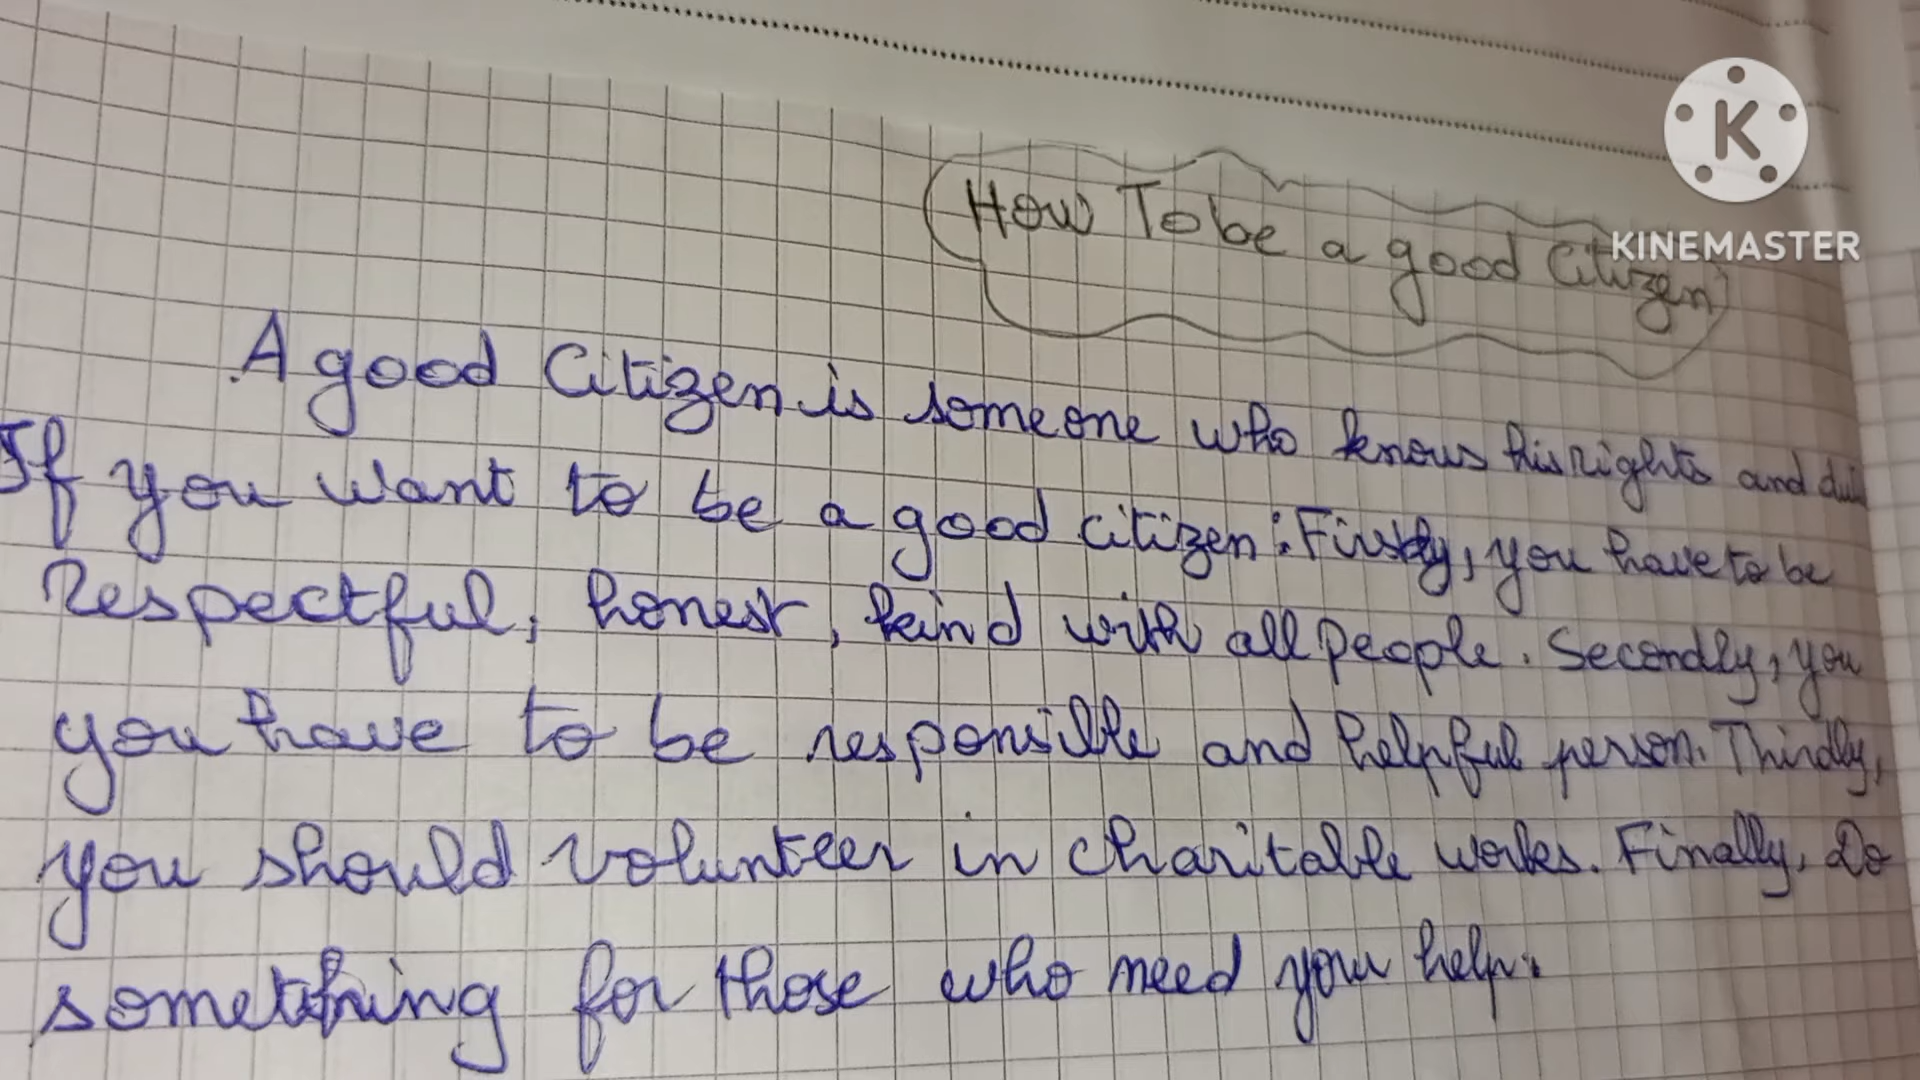 How To be a good Citizen
KINEMASTER
A good Citizen is someone who knows his rights and
If you want to be a good citizen: Firstly, you have to be
Respectful, honest, kind with all people. Secondly, you
you have to be responsible and helpful person. Thirdly,
you should volunteer in charitable works. Finally, Do
something for those who need your help.